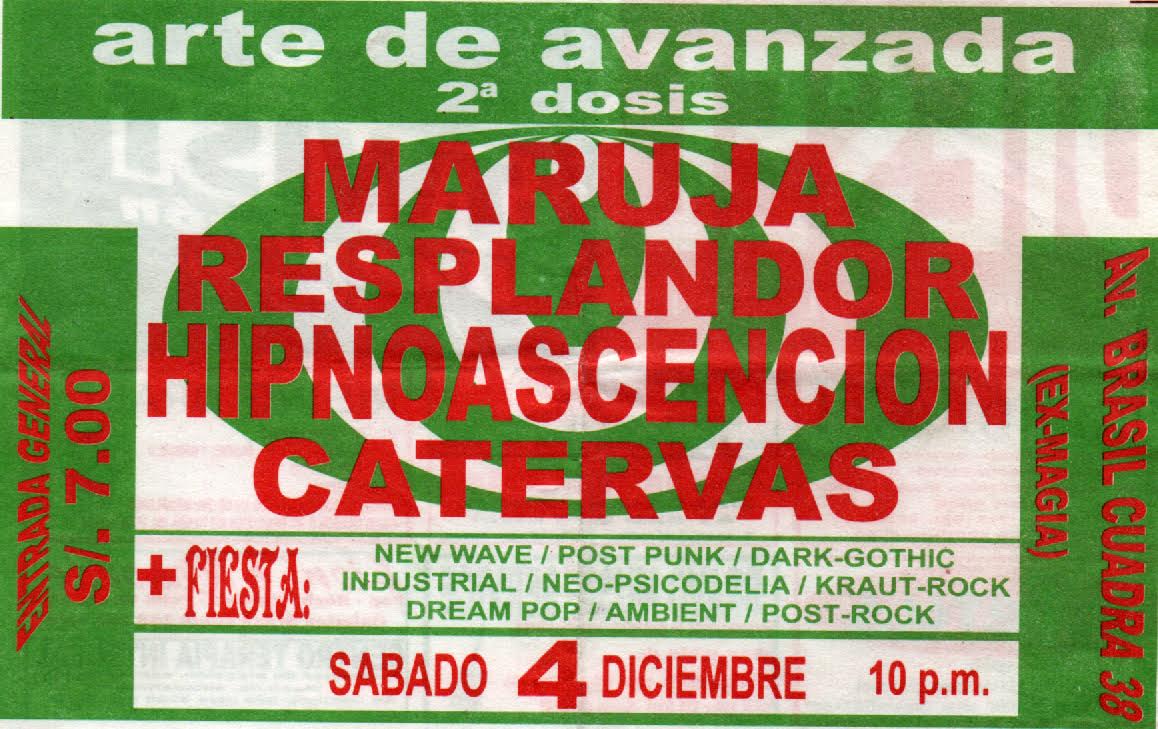 arte de avanzada
2ª dosis
MARUJA
RESPLANDOR
HIPNOASCENCION
CATERVAS
ENTRADA GENERAL
S/. 7.00
AV. BRASIL CUADRA 38
(EX-MAGIA)
+ FIESTA:
NEW WAVE / POST PUNK / DARK-GOTHIC
INDUSTRIAL / NEO-PSICODELIA / KRAUT-ROCK
DREAM POP / AMBIENT / POST-ROCK
SABADO 4 DICIEMBRE 10 p.m.